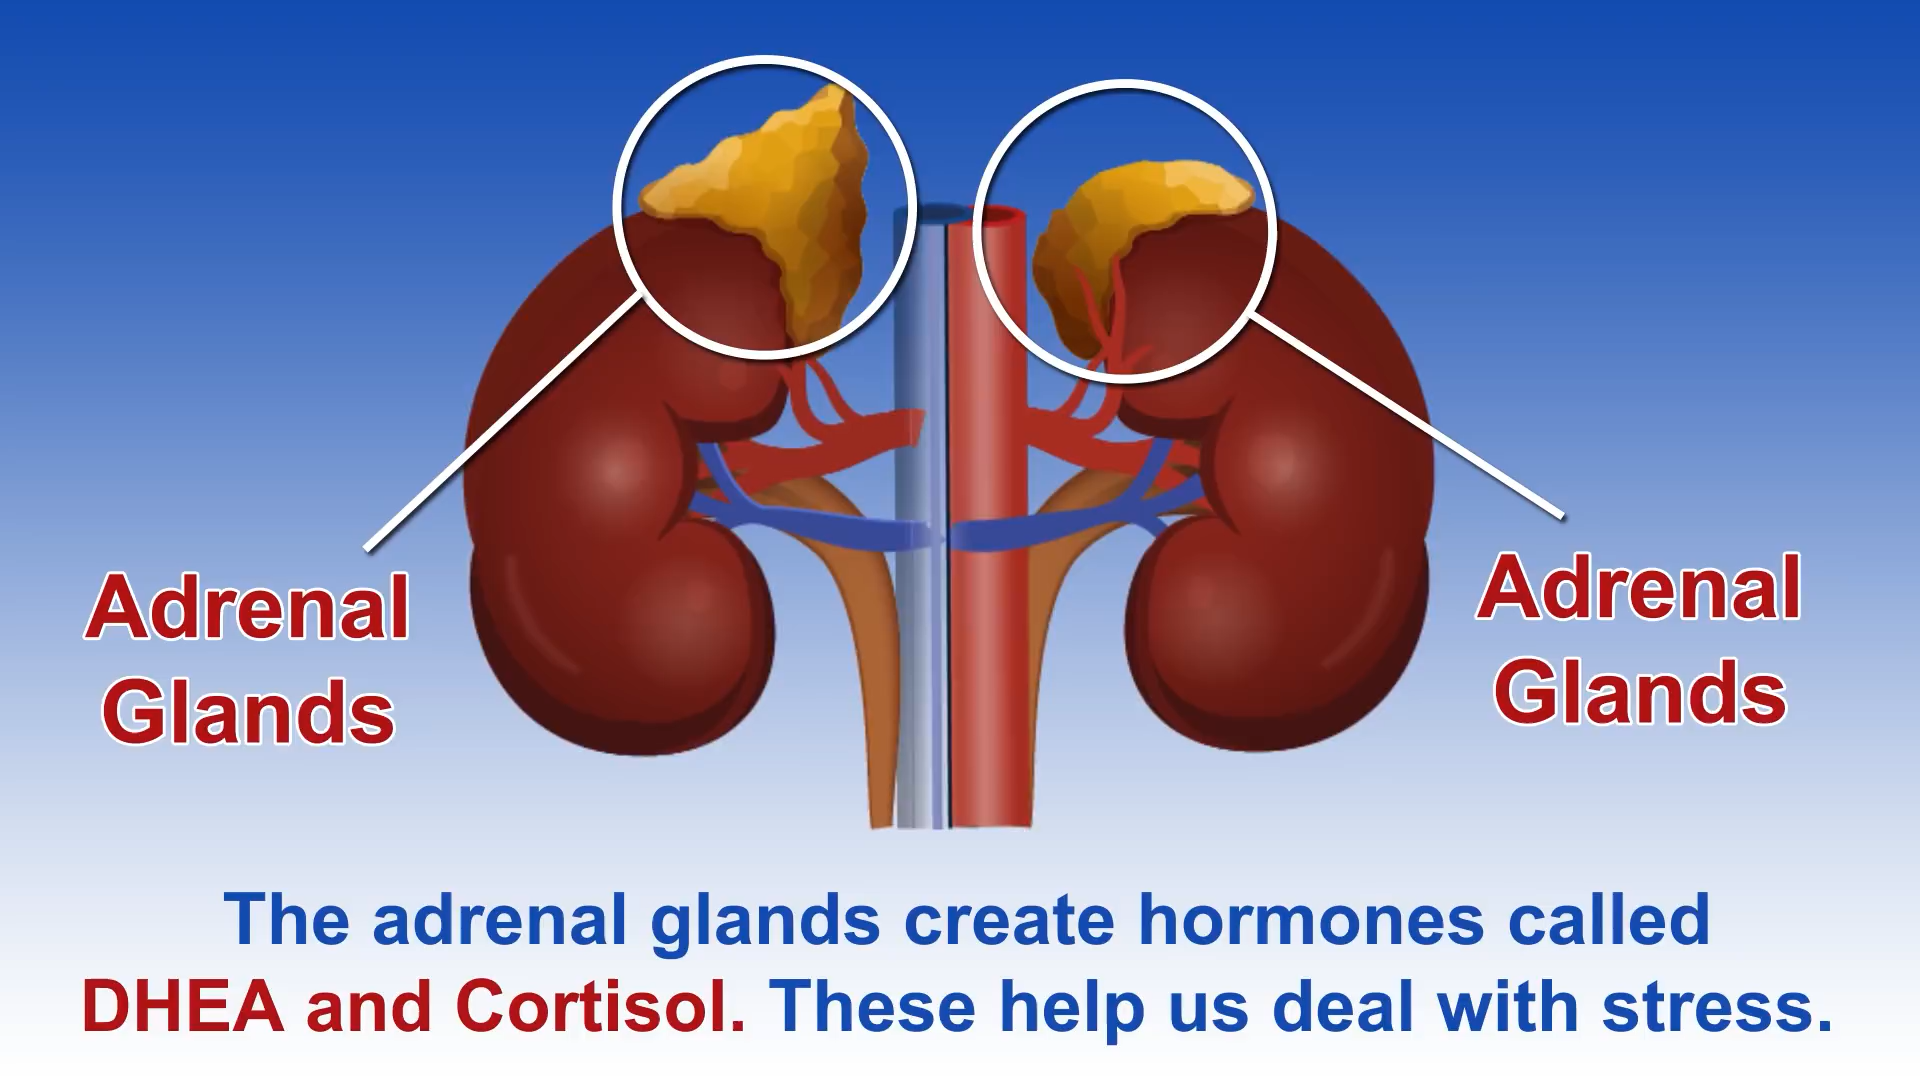 Adrenal
Glands
Adrenal
Glands
The adrenal glands create hormones called
DHEA and Cortisol. These help us deal with stress.